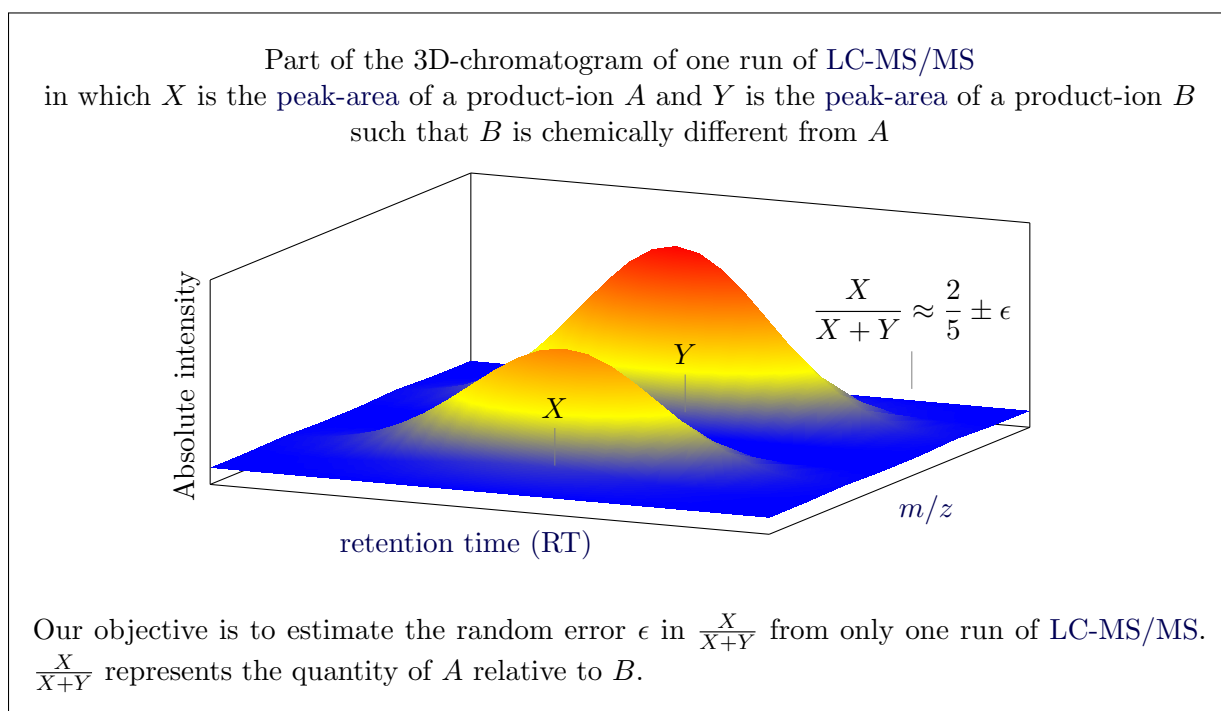 Part of the 3D-chromatogram of one run of LC-MS/MS
in which X is the peak-area of a product-ion A and Y is the peak-area of a product-ion B
such that B is chemically different from A
Absolute intensity
X
Y
X/(X + Y) ≈ 2/5 ± ϵ
m/z
retention time (RT)
Our objective is to estimate the random error ϵ in X/(X+Y) from only one run of LC-MS/MS.
X/(X+Y) represents the quantity of A relative to B.